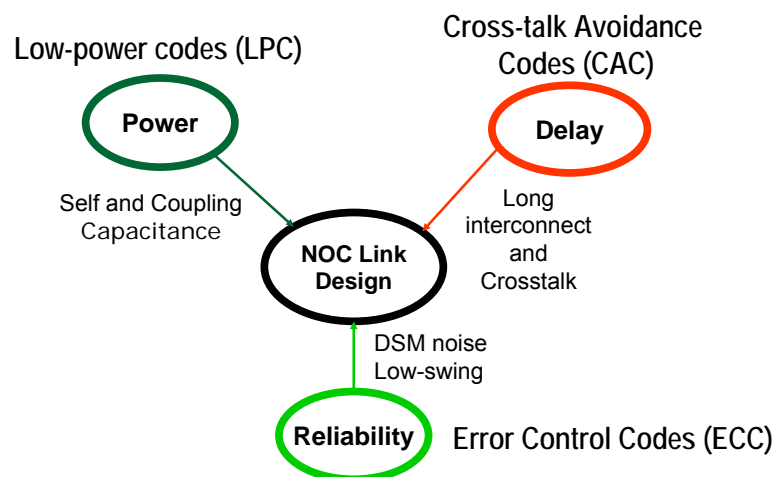 Low-power codes (LPC)
Cross-talk Avoidance
Codes (CAC)
Power
Delay
Self and Coupling
Capacitance
Long
interconnect
and
Crosstalk
NOC Link
Design
DSM noise
Low-swing
Reliability
Error Control Codes (ECC)